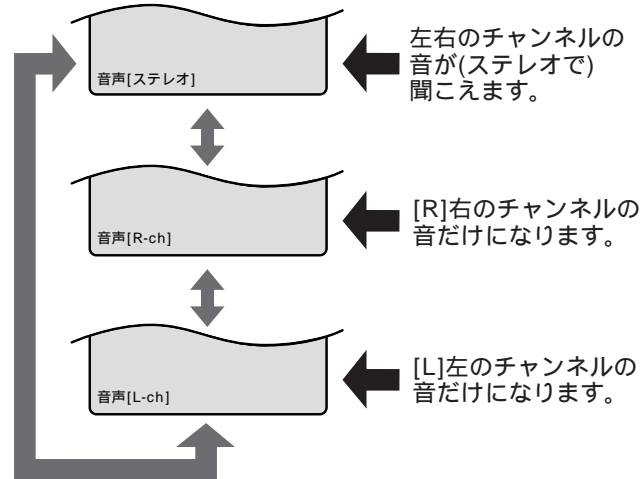 音声[ステレオ]
左右のチャンネルの
音が(ステレオで)
聞こえます。
音声[R-ch]
[R]右のチャンネルの
音だけになります。
音声[L-ch]
[L]左のチャンネルの
音だけになります。